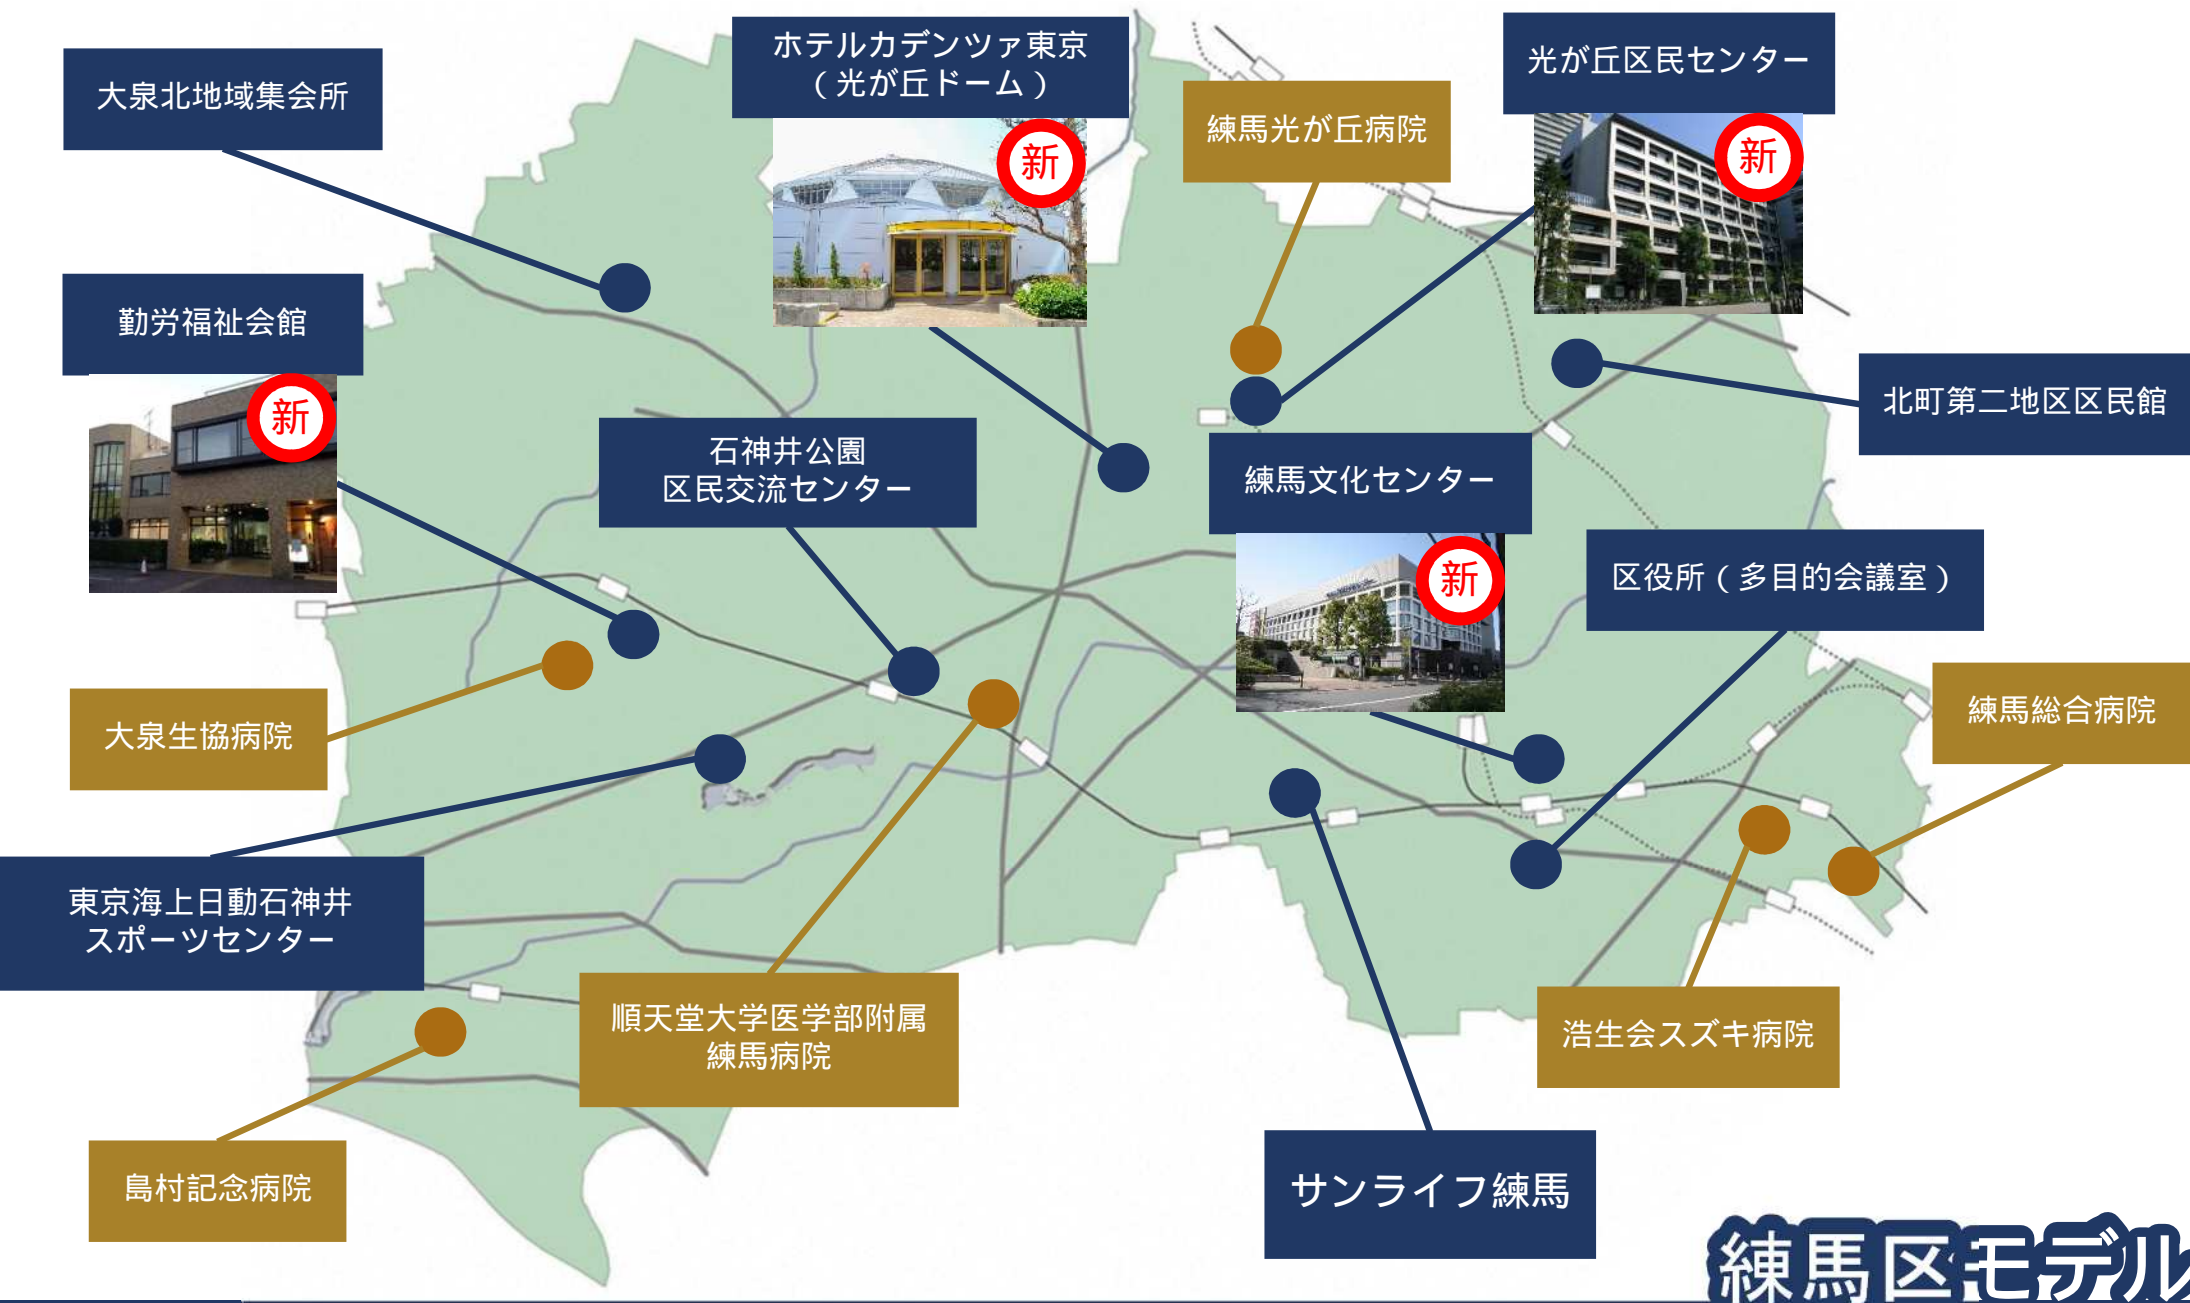 ホテルカデンツァ東京
（光が丘ドーム）
新
光が丘区民センター
新
大泉北地域集会所
練馬光が丘病院
勤労福祉会館
新
北町第二地区区民館
石神井公園
区民交流センター
練馬文化センター
新
区役所（多目的会議室）
大泉生協病院
練馬総合病院
東京海上日動石神井
スポーツセンター
順天堂大学医学部附属
練馬病院
浩生会スズキ病院
島村記念病院
サンライフ練馬
練馬区モデル